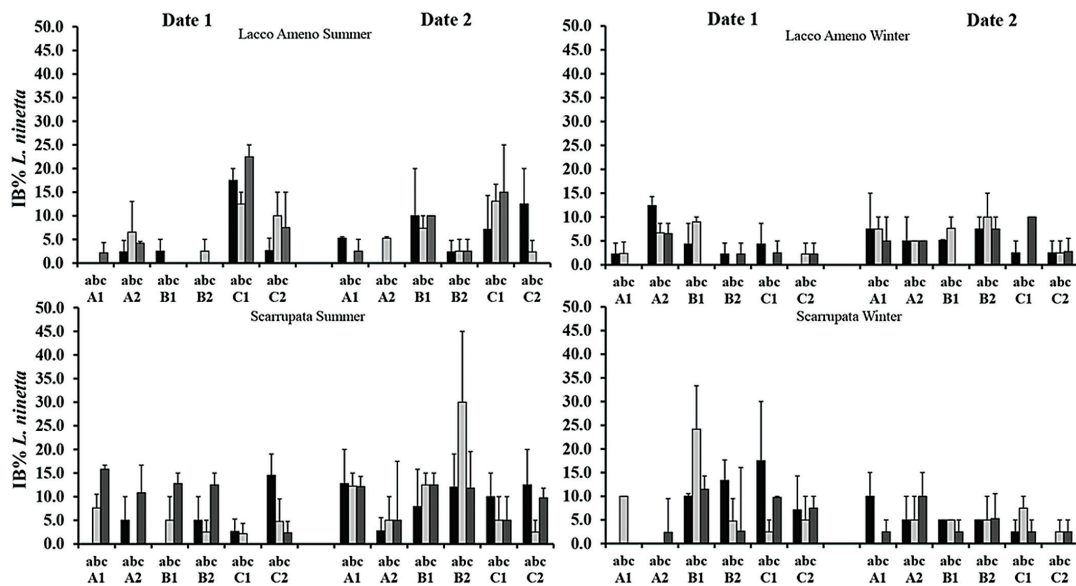 Date 1 Date 2
Lacco Ameno Summer
50.0
45.0
40.0
35.0
30.0
25.0
20.0
15.0
10.0
5.0
0.0
IB% L. ninetta
abc abc abc abc abc abc abc abc abc abc abc abc
A1 A2 B1 B2 C1 C2 A1 A2 B1 B2 C1 C2
Date 1 Date 2
Lacco Ameno Winter
50.0
45.0
40.0
35.0
30.0
25.0
20.0
15.0
10.0
5.0
0.0
abc abc abc abc abc abc abc abc abc abc abc abc
A1 A2 B1 B2 C1 C2 A1 A2 B1 B2 C1 C2
Scarrupata Summer
50.0
45.0
40.0
35.0
30.0
25.0
20.0
15.0
10.0
5.0
0.0
IB% L. ninetta
abc abc abc abc abc abc abc abc abc abc abc abc
A1 A2 B1 B2 C1 C2 A1 A2 B1 B2 C1 C2
Scarrupata Winter
50.0
45.0
40.0
35.0
30.0
25.0
20.0
15.0
10.0
5.0
0.0
abc abc abc abc abc abc abc abc abc abc abc abc
A1 A2 B1 B2 C1 C2 A1 A2 B1 B2 C1 C2